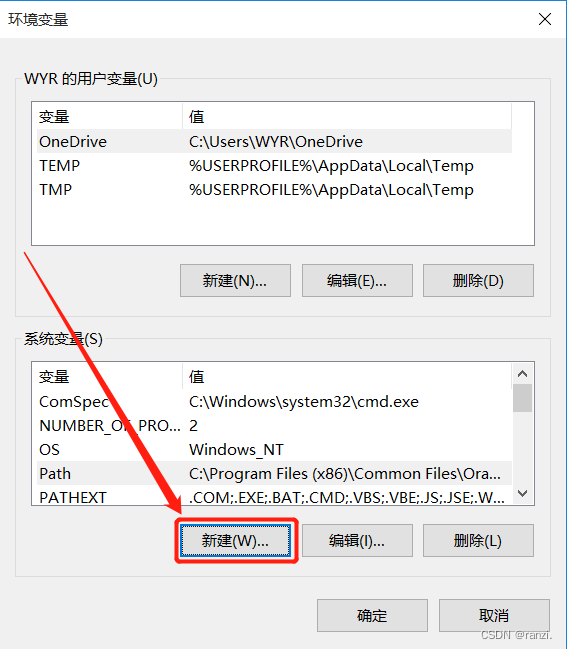 环境变量
WYR 的用户变量(U)
变量 值
OneDrive C:\Users\WYR\OneDrive
TEMP %USERPROFILE%\AppData\Local\Temp
TMP %USERPROFILE%\AppData\Local\Temp
新建(N)... 编辑(E)... 删除(D)
系统变量(S)
变量 值
ComSpec C:\Windows\system32\cmd.exe
NUMBER_OF_PRO... 2
OS Windows_NT
Path C:\Program Files (x86)\Common Files\Ora...
PATHEXT .COM;.EXE;.BAT;.CMD;.VBS;.VBE;.JS;.JSE;.W...
新建(W)... 编辑(I)... 删除(L)
确定 取消
CSDN @ranzi.